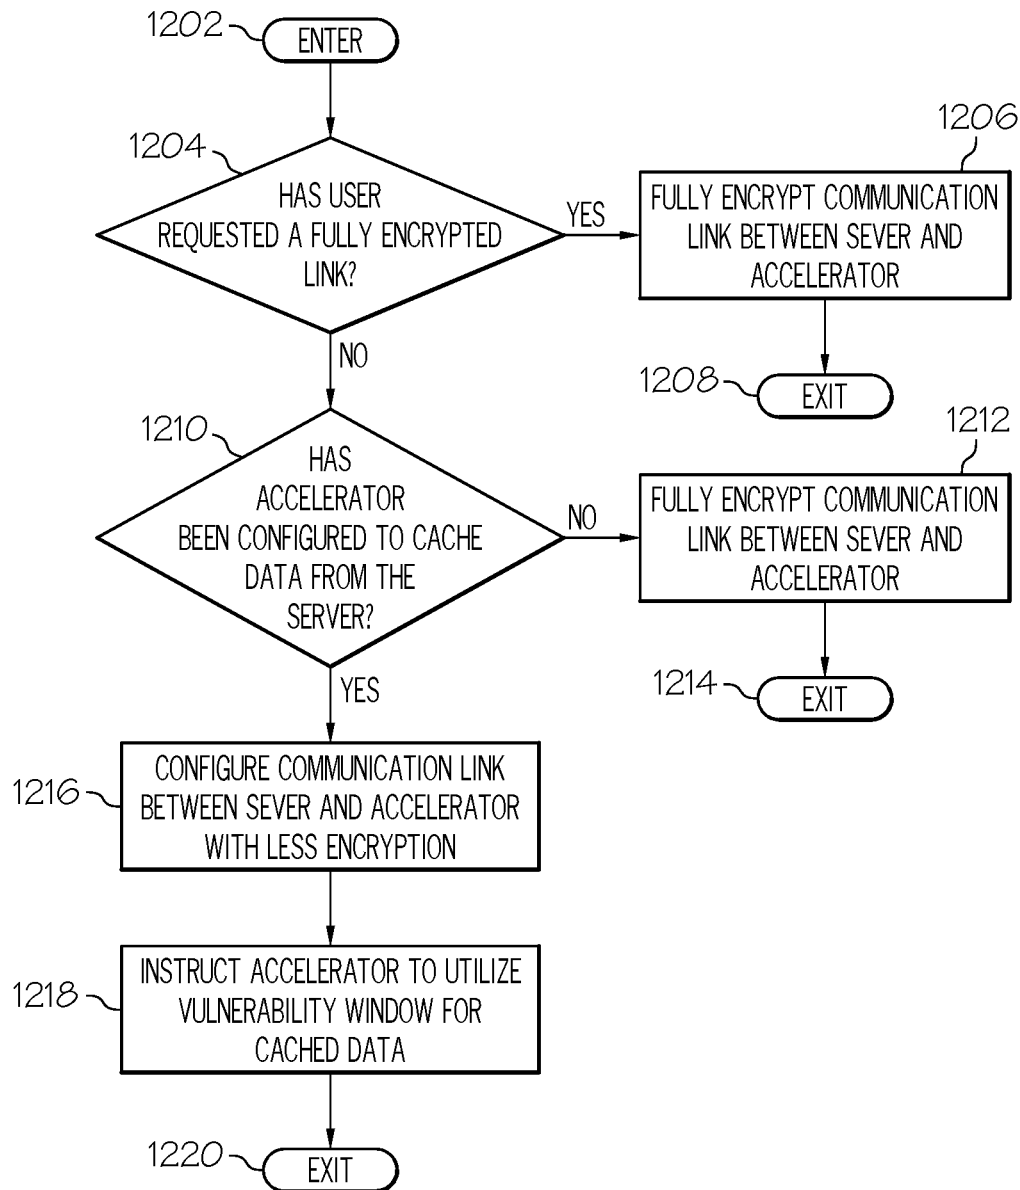 1202
ENTER
1204
HAS USER
REQUESTED A FULLY ENCRYPTED
LINK?
YES
1206
FULLY ENCRYPT COMMUNICATION
LINK BETWEEN SEVER AND
ACCELERATOR
1208
EXIT
NO
1210
HAS
ACCELERATOR
BEEN CONFIGURED TO CACHE
DATA FROM THE
SERVER?
NO
1212
FULLY ENCRYPT COMMUNICATION
LINK BETWEEN SEVER AND
ACCELERATOR
1214
EXIT
YES
1216
CONFIGURE COMMUNICATION LINK
BETWEEN SEVER AND ACCELERATOR
WITH LESS ENCRYPTION
1218
INSTRUCT ACCELERATOR TO UTILIZE
VULNERABILITY WINDOW FOR
CACHED DATA
1220
EXIT